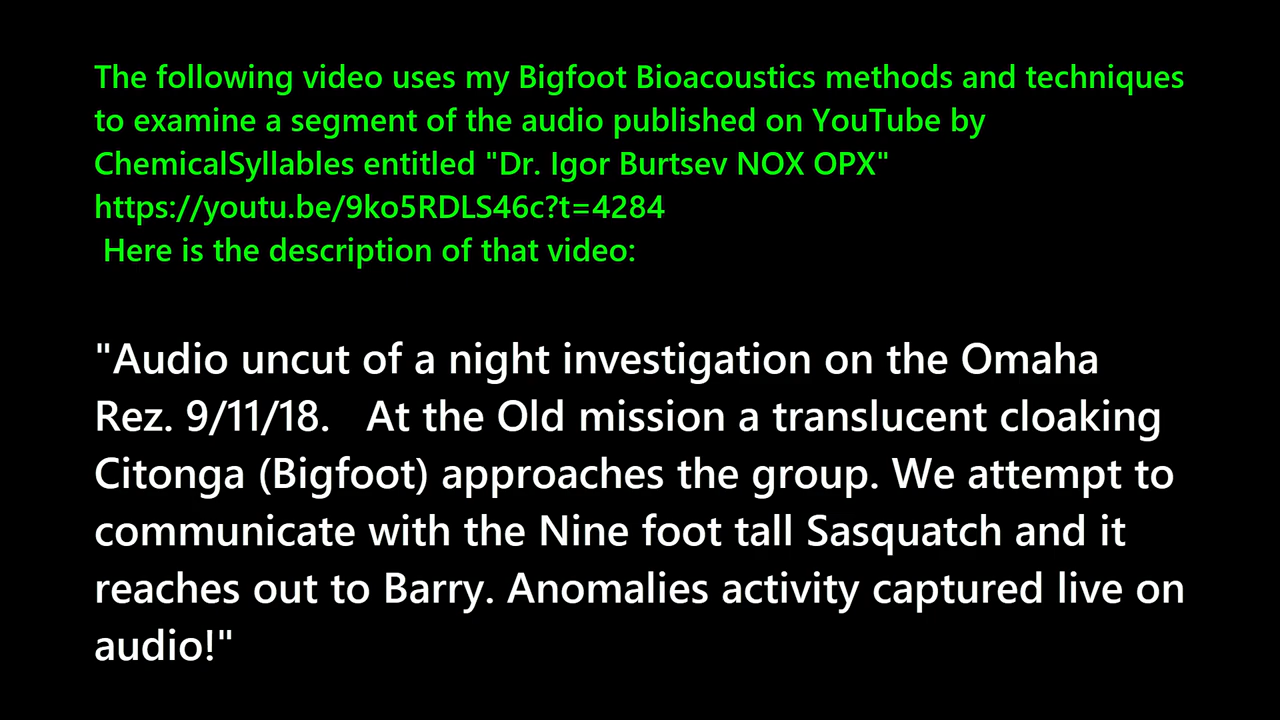 The following video uses my Bigfoot Bioacoustics methods and techniques
to examine a segment of the audio published on YouTube by
ChemicalSyllables entitled "Dr. Igor Burtsev NOX OPX"
https://youtu.be/9ko5RDLS46c?t=4284
Here is the description of that video:
"Audio uncut of a night investigation on the Omaha
Rez. 9/11/18.   At the Old mission a translucent cloaking
Citonga (Bigfoot) approaches the group. We attempt to
communicate with the Nine foot tall Sasquatch and it
reaches out to Barry. Anomalies activity captured live on
audio!"